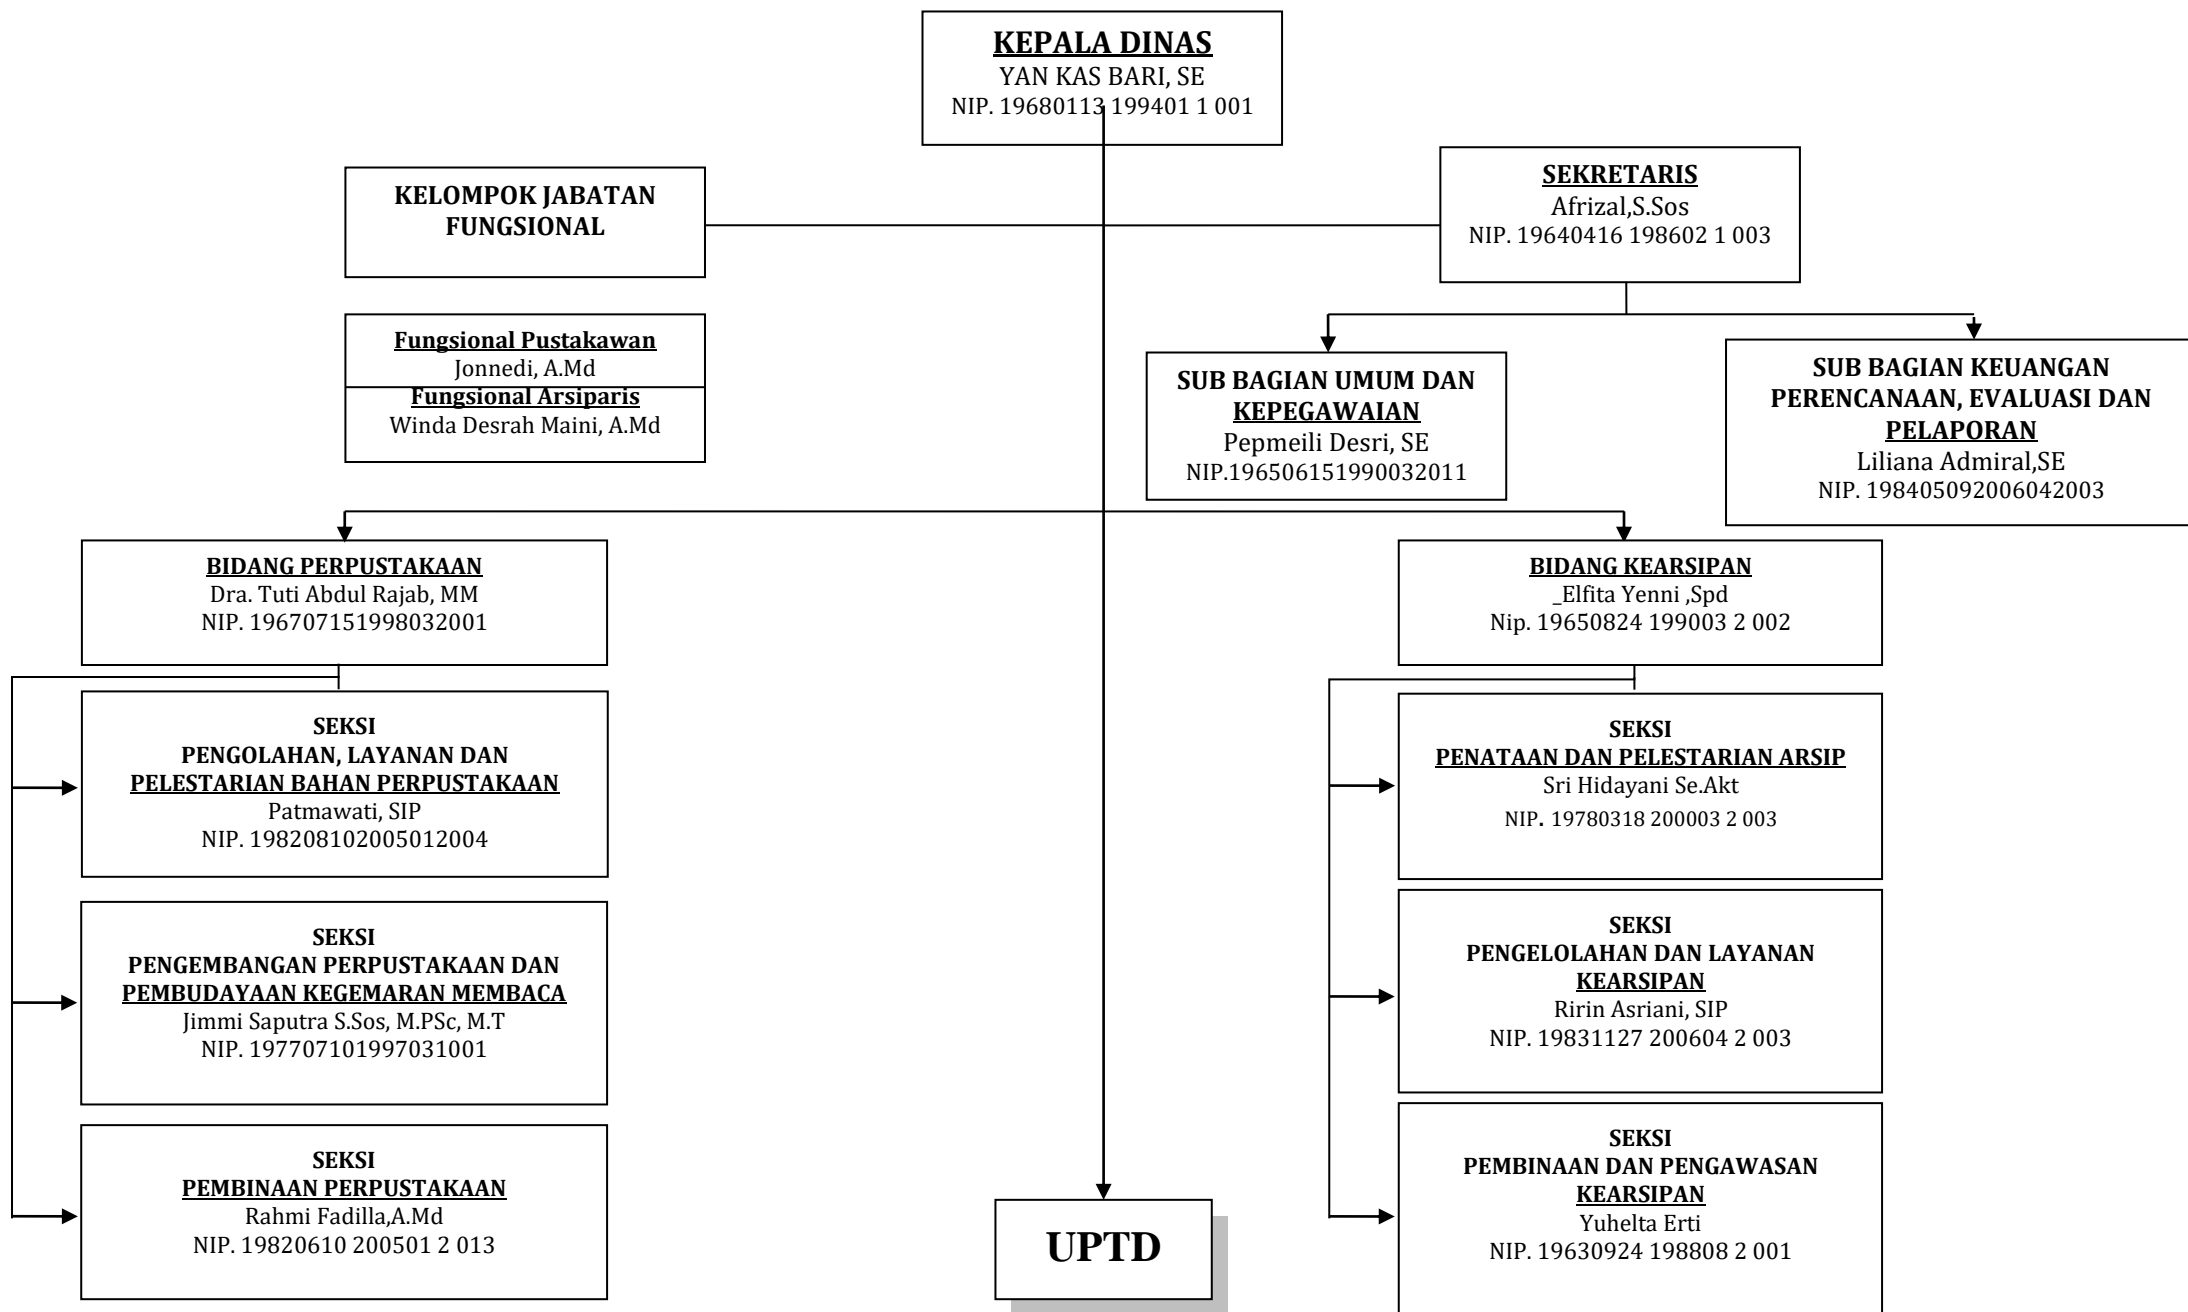 KEPALA DINAS
YAN KAS BARI, SE
NIP. 19680113 199401 1 001
KELOMPOK JABATAN
FUNGSIONAL
SEKRETARIS
Afrizal,S.Sos
NIP. 19640416 198602 1 003
Fungsional Pustakawan
Jonnedi, A.Md
Fungsional Arsiparis
Winda Desrah Maini, A.Md
SUB BAGIAN UMUM DAN
KEPEGAWAIAN
Pepmeili Desri, SE
NIP.196506151990032011
SUB BAGIAN KEUANGAN
PERENCANAAN, EVALUASI DAN
PELAPORAN
Liliana Admiral,SE
NIP. 198405092006042003
BIDANG PERPUSTAKAAN
Dra. Tuti Abdul Rajab, MM
NIP. 196707151998032001
BIDANG KEARSIPAN
_Elfita Yenni ,Spd
Nip. 19650824 199003 2 002
SEKSI
PENGOLAHAN, LAYANAN DAN
PELESTARIAN BAHAN PERPUSTAKAAN
Patmawati, SIP
NIP. 198208102005012004
SEKSI
PENATAAN DAN PELESTARIAN ARSIP
Sri Hidayani Se.Akt
NIP. 19780318 200003 2 003
SEKSI
PENGEMBANGAN PERPUSTAKAAN DAN
PEMBUDAYAAN KEGEMARAN MEMBACA
Jimmi Saputra S.Sos, M.PSc, M.T
NIP. 197707101997031001
SEKSI
PENGELOLAHAN DAN LAYANAN
KEARSIPAN
Ririn Asriani, SIP
NIP. 19831127 200604 2 003
SEKSI
PEMBINAAN PERPUSTAKAAN
Rahmi Fadilla,A.Md
NIP. 19820610 200501 2 013
UPTD
SEKSI
PEMBINAAN DAN PENGAWASAN
KEARSIPAN
Yuhelta Erti
NIP. 19630924 198808 2 001